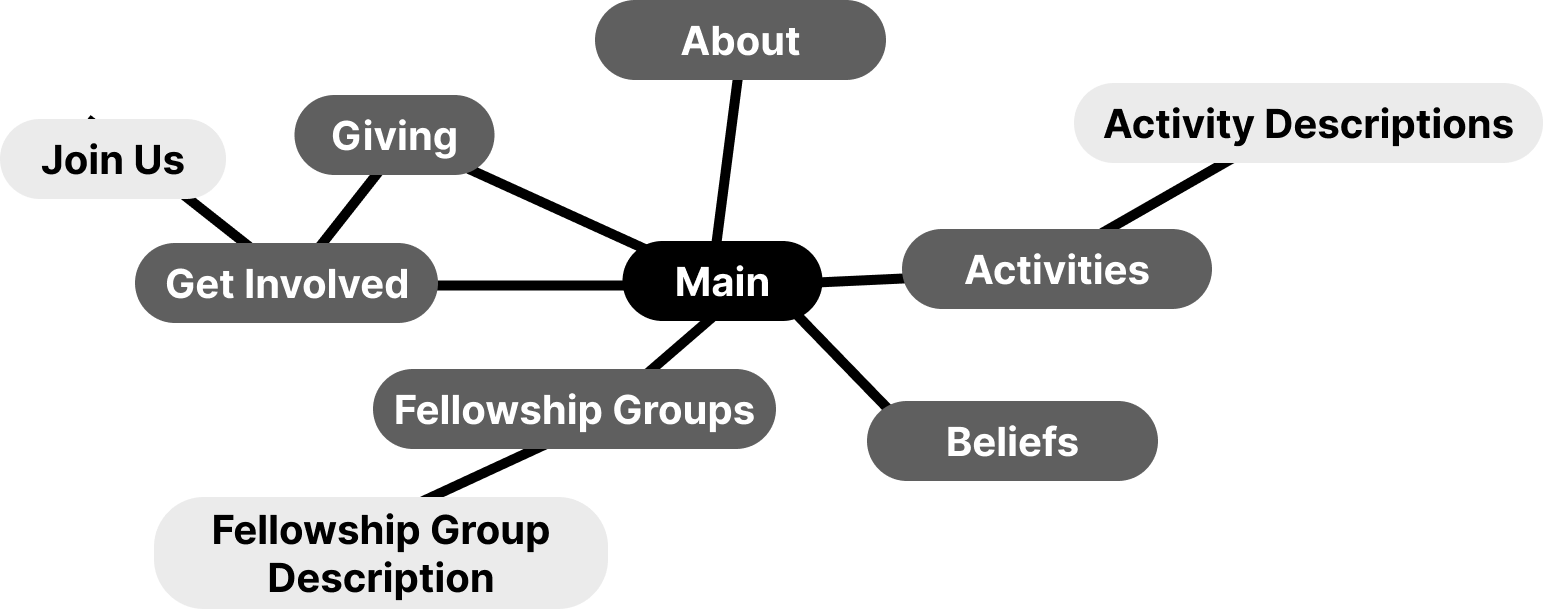 About
Giving
Activity Descriptions
Join Us
Get Involved
Main
Activities
Fellowship Groups
Beliefs
Fellowship Group
Description